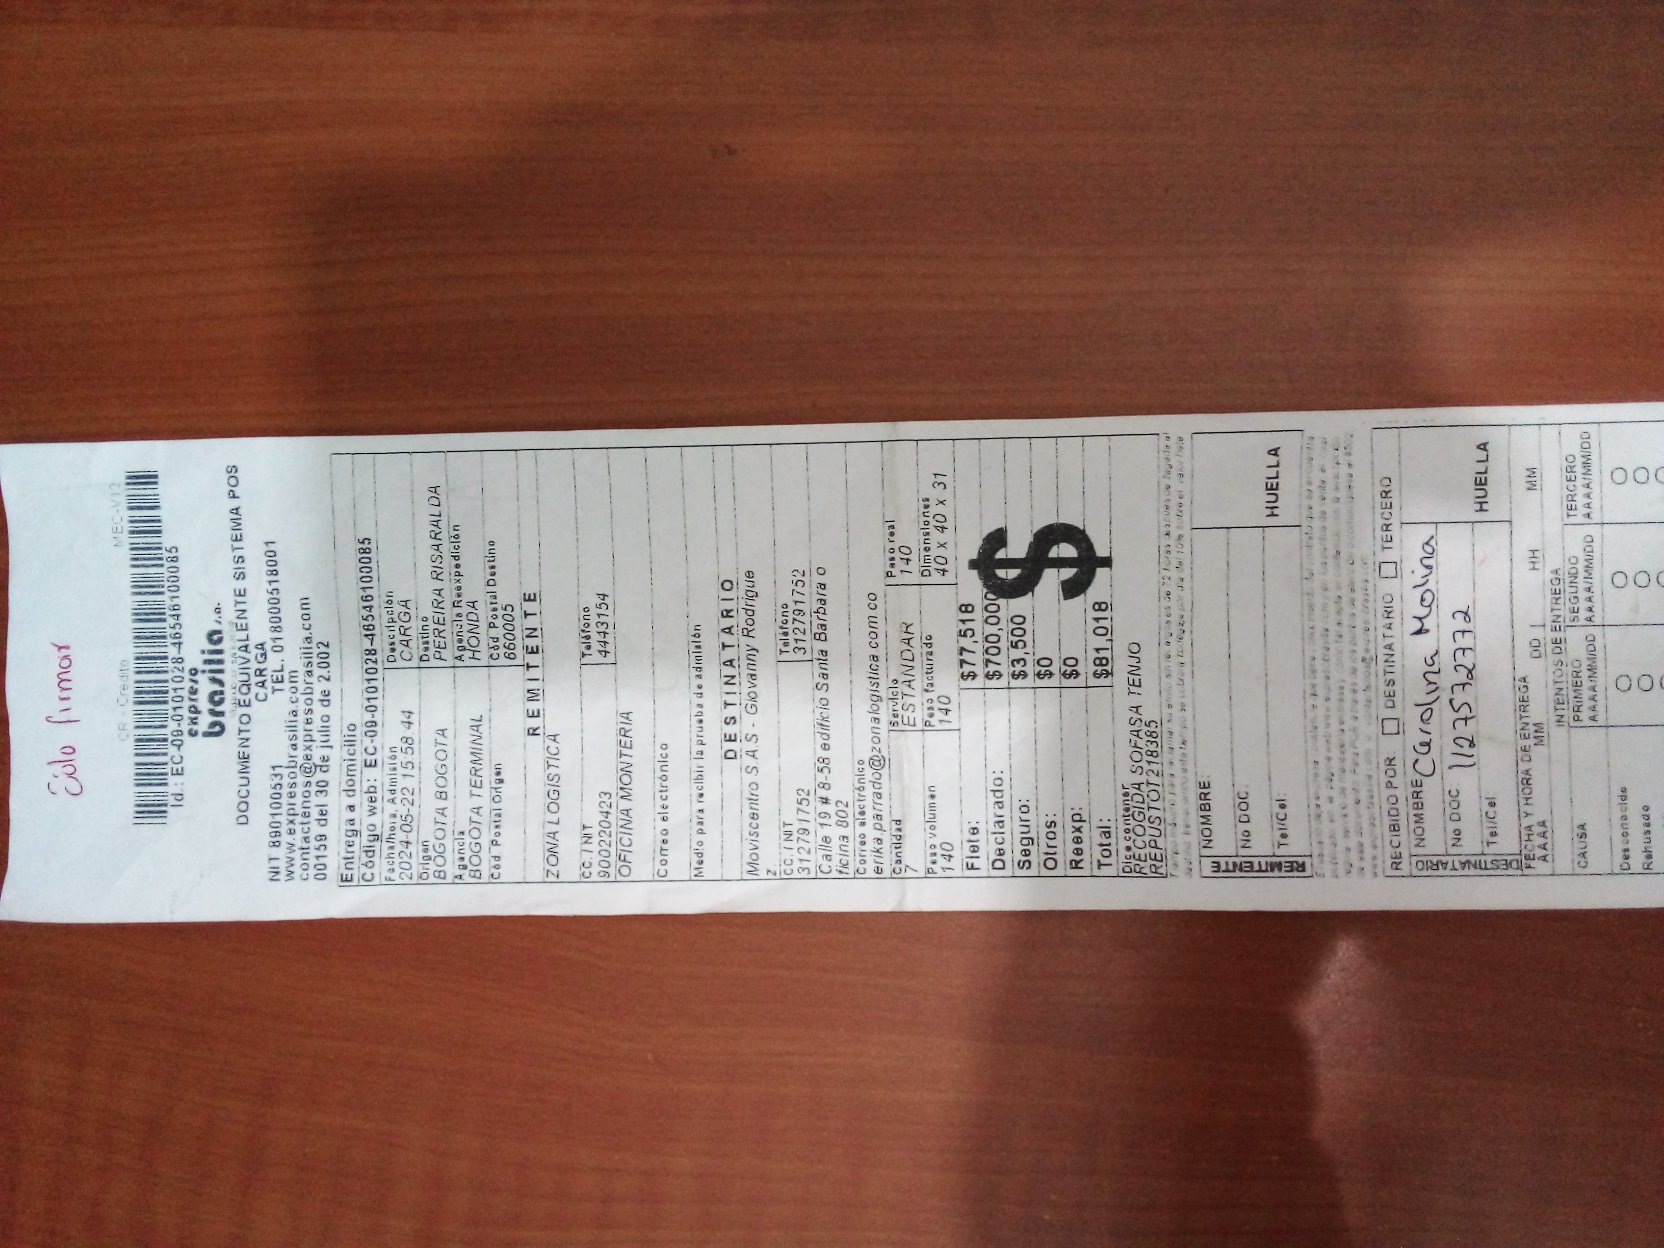 Sólo firmar
CR - Crédito MEC-V12
Id.: EC-09-0101028-46546100085
expreso
brasilia s.a.
DOCUMENTO EQUIVALENTE SISTEMA POS
CARGA
NIT 890100531 TEL. 018000518001
www.expresobrasilia.com
contactenos@expresobrasilia.com
00159 del 30 de julio de 2.002
Entrega a domicilio
Código web: EC-09-0101028-46546100085
Fecha/hora Admisión Descripción
2024-05-22 15:58:44 CARGA
Origen Destino
BOGOTA BOGOTA PEREIRA RISARALDA
Agencia Agencia Reexpedición
BOGOTA TERMINAL HONDA
Cód Postal Origen Cód Postal Destino
660005
REMITENTE
ZONA LOGISTICA
CC. / NIT Teléfono
900220423 4443154
OFICINA MONTERIA
Correo electrónico
Medio para recibir la prueba de admisión
DESTINATARIO
Moviscentro S.A.S - Giovanny Rodrigue
z
CC. / NIT Teléfono
312791752 3127917 52
Calle 19 # 8-58 edificio Santa Barbara o
ficina 802
Correo electrónico
erika.parrado@zonalogistica.com.co
Cantidad Servicio Peso real
7 ESTANDAR 140
Peso volumen Peso facturado Dimensiones
140 140 40 x 40 x 31
Flete: $77,518
Declarado: $700,000
Seguro: $3,500
Otros: $0
Reexp: $0
Total: $81,018
$
Dice contener
RECOGIDA SOFASA TENJO
REPUSTOT218385
REMITENTE
NOMBRE:
No DOC:
Tel/Cel: HUELLA
RECIBIDO POR DESTINATARIO TERCERO
DESTINATARIO
NOMBRE Carolina Molina
No DOC 1127532772
Tel/Cel HUELLA
FECHA Y HORA DE ENTREGA
AAAA MM DD HH MM
INTENTOS DE ENTREGA
CAUSA PRIMERO SEGUNDO TERCERO
AAAA/MM/DD AAAA/MM/DD AAAA/MM/DD
Desconocido
Rehusado